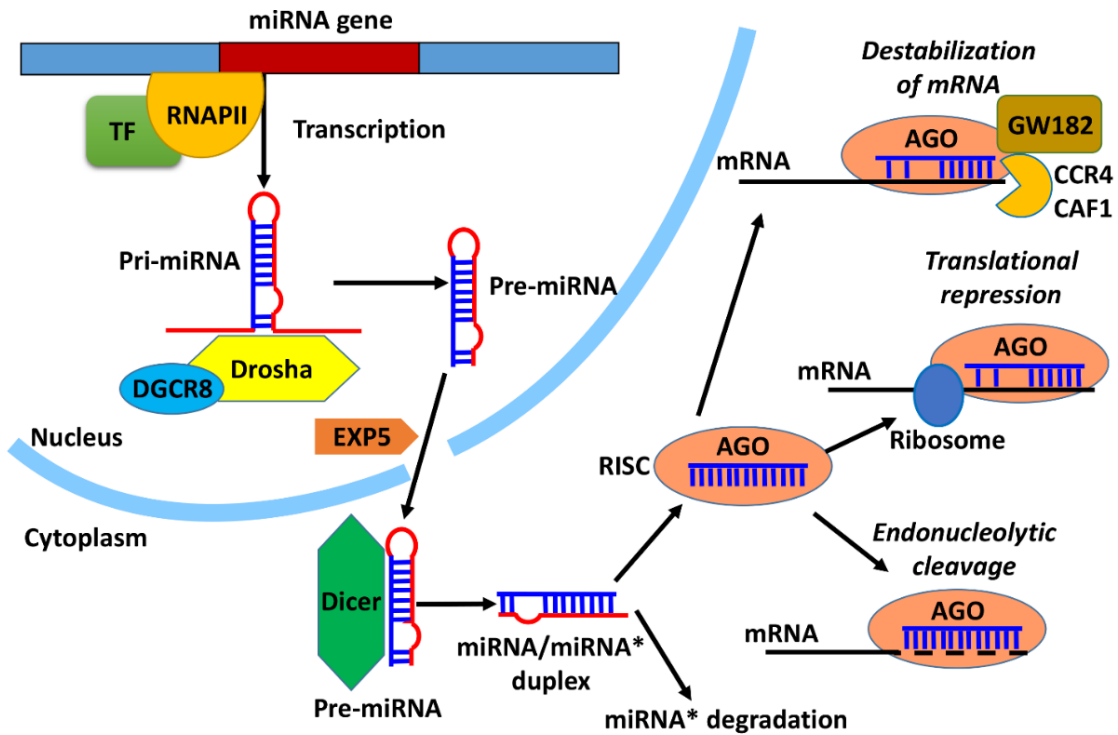 miRNA gene
TF
RNAPII
Transcription
Pri-miRNA
Pre-miRNA
DGCR8
Drosha
Nucleus
EXP5
Cytoplasm
Dicer
Pre-miRNA
miRNA/miRNA*
duplex
miRNA* degradation
RISC
AGO
Destabilization
of mRNA
mRNA
AGO
GW182
CCR4
CAF1
Translational
repression
mRNA
AGO
Ribosome
Endonucleolytic
cleavage
mRNA
AGO